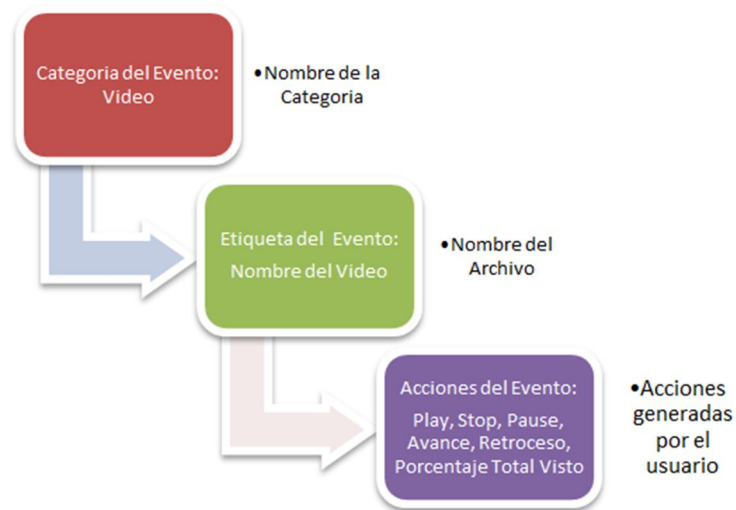 Categoria del Evento:
Video
•Nombre de la
Categoria
Etiqueta del Evento:
Nombre del Video
•Nombre del
Archivo
Acciones del Evento:
Play, Stop, Pause,
Avance, Retroceso,
Porcentaje Total Visto
•Acciones
generadas
por el
usuario